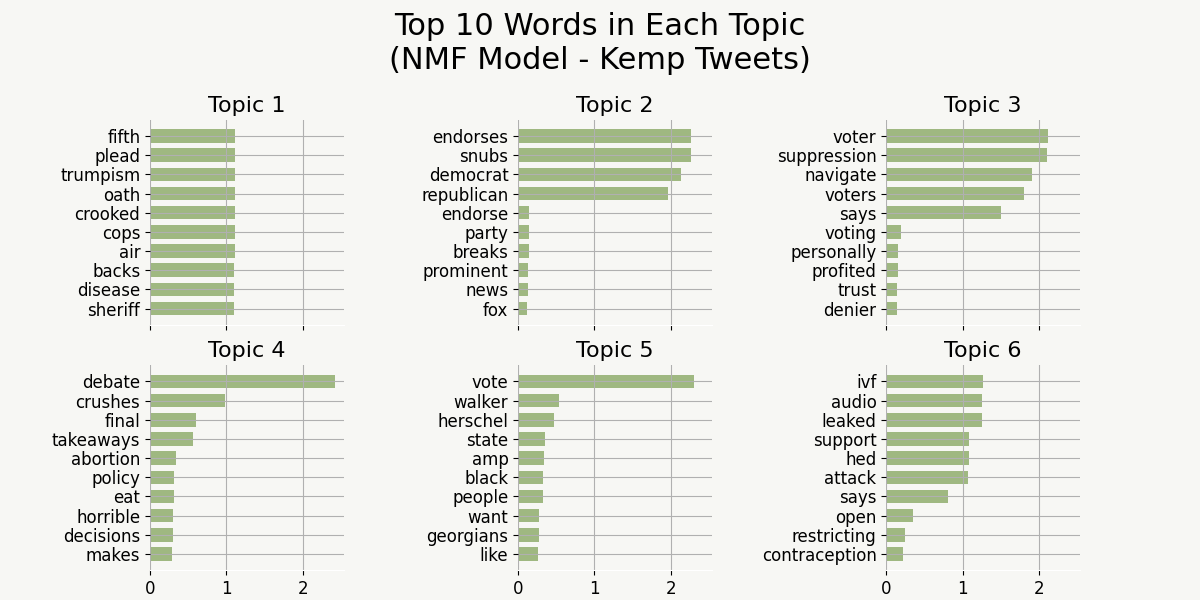 Top 10 Words in Each Topic
(NMF Model - Kemp Tweets)
Topic 1
fifth
plead
trumpism
oath
crooked
cops
air
backs
disease
sheriff
Topic 2
endorses
snubs
democrat
republican
endorse
party
breaks
prominent
news
fox
Topic 3
voter
suppression
navigate
voters
says
voting
personally
profited
trust
denier
Topic 4
debate
crushes
final
takeaways
abortion
policy
eat
horrible
decisions
makes
0 1 2
Topic 5
vote
walker
herschel
state
amp
black
people
want
georgians
like
0 1 2
Topic 6
ivf
audio
leaked
support
hed
attack
says
open
restricting
contraception
0 1 2